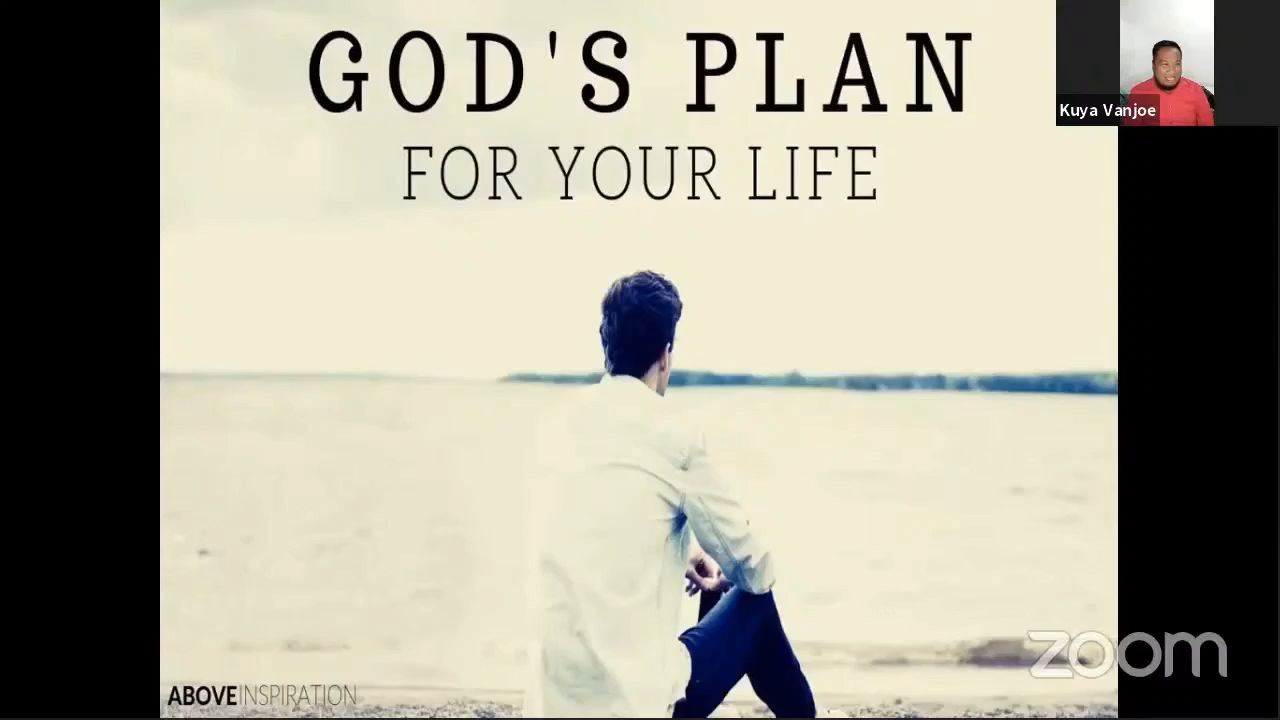 GOD'S PLAN
FOR YOUR LIFE
Kuya Vanjoe
ABOVEINSPIRATION
zoom